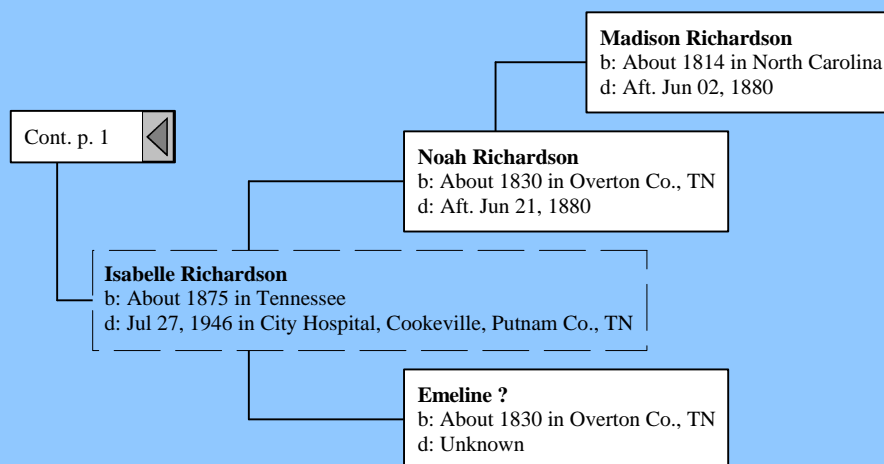 Madison Richardson
b: About 1814 in North Carolina
d: Aft. Jun 02, 1880
Cont. p. 1
Noah Richardson
b: About 1830 in Overton Co., TN
d: Aft. Jun 21, 1880
Isabelle Richardson
b: About 1875 in Tennessee
d: Jul 27, 1946 in City Hospital, Cookeville, Putnam Co., TN
Emeline ?
b: About 1830 in Overton Co., TN
d: Unknown